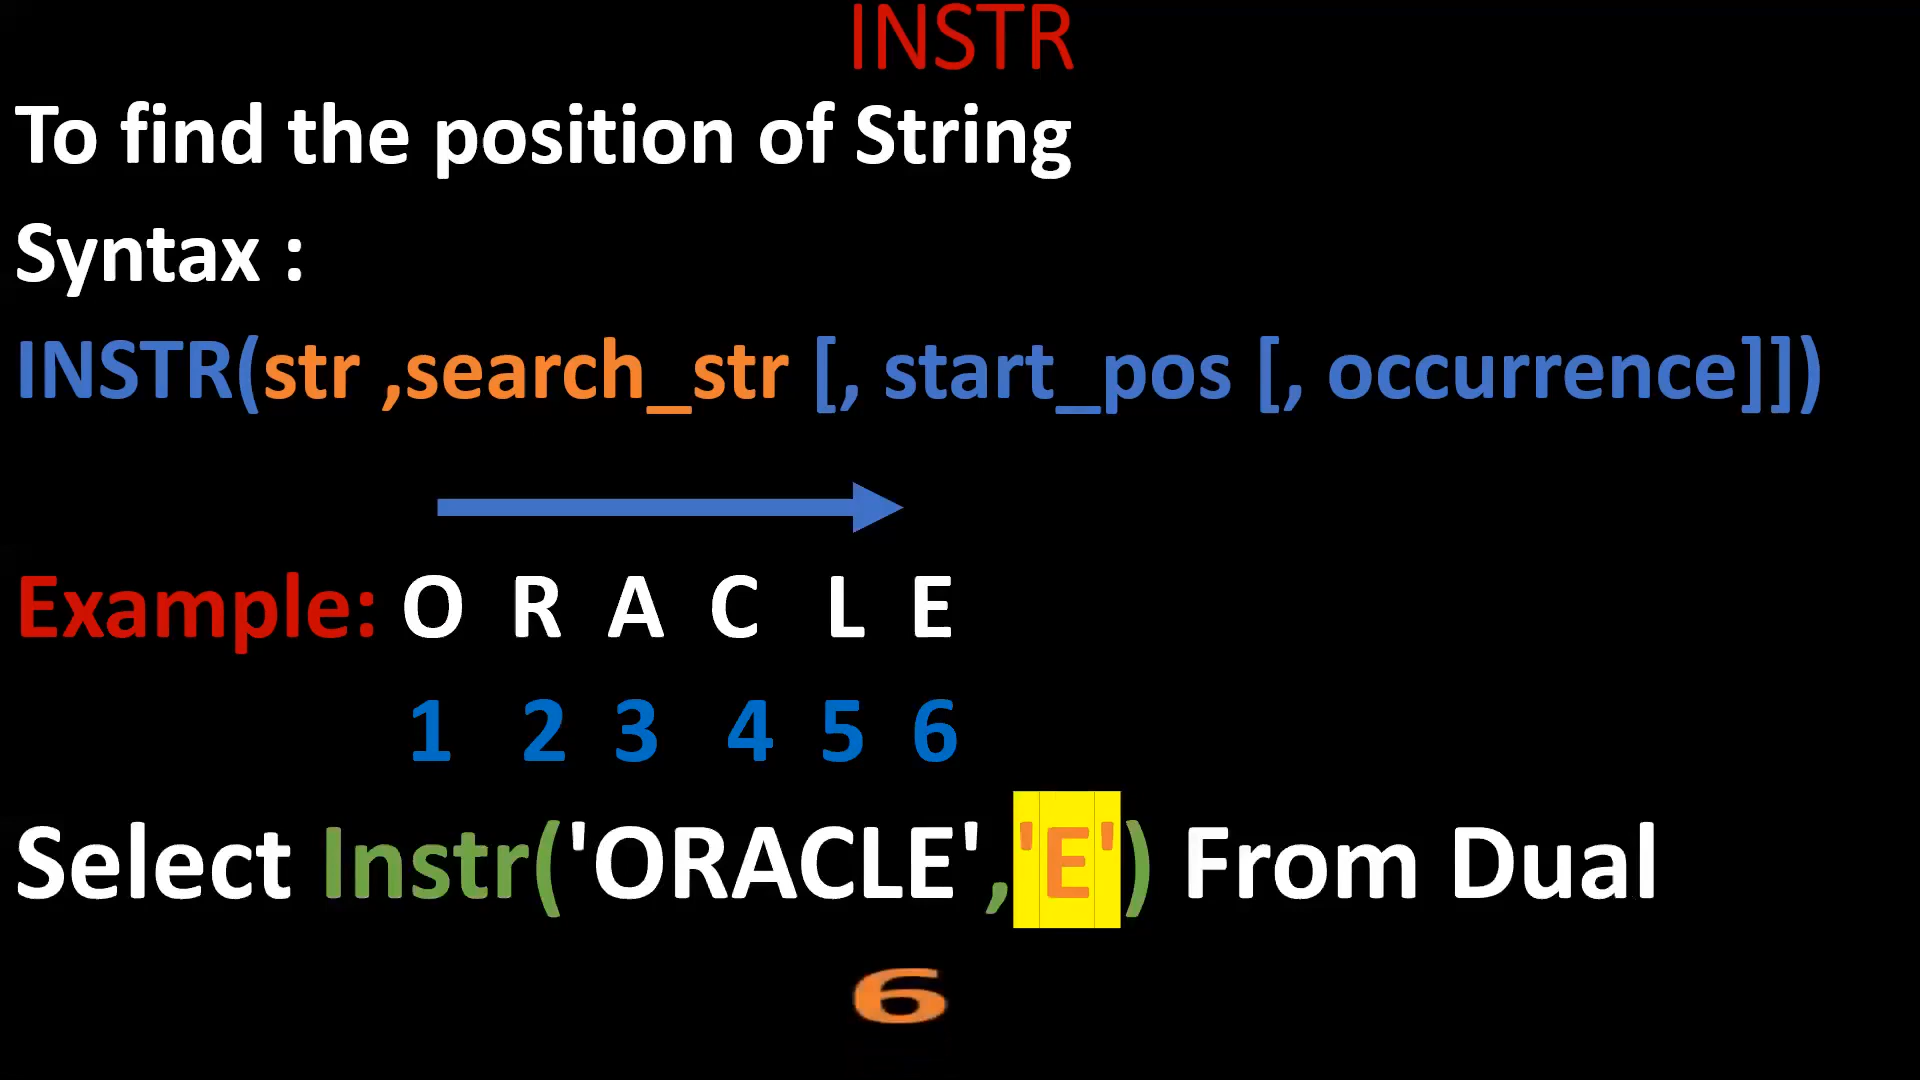 INSTR
To find the position of String
Syntax :
INSTR(str ,search_str [, start_pos [, occurrence]])
Example: O R A C L E
1 2 3 4 5 6
Select Instr('ORACLE','E') From Dual
6